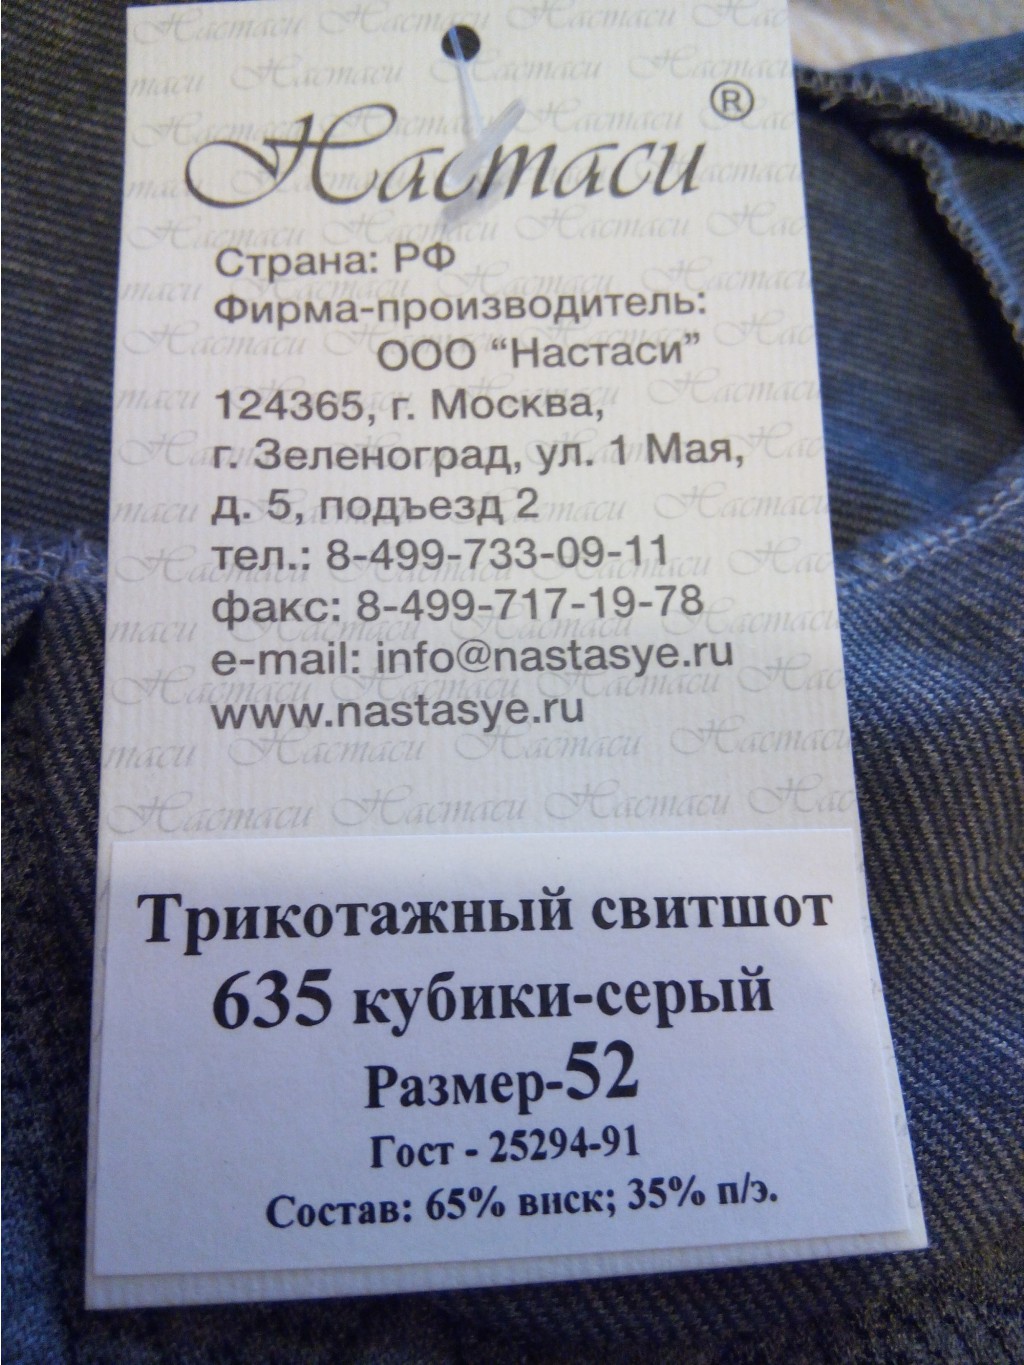 Настаси ®
Страна: РФ
Фирма-производитель:
ООО “Настаси”
124365, г. Москва,
г. Зеленоград, ул. 1 Мая,
д. 5, подъезд 2
тел.: 8-499-733-09-11
факс: 8-499-717-19-78
e-mail: info@nastasye.ru
www.nastasye.ru
Трикотажный свитшот
635 кубики-серый
Размер-52
Гост - 25294-91
Состав: 65% виск; 35% п/э.